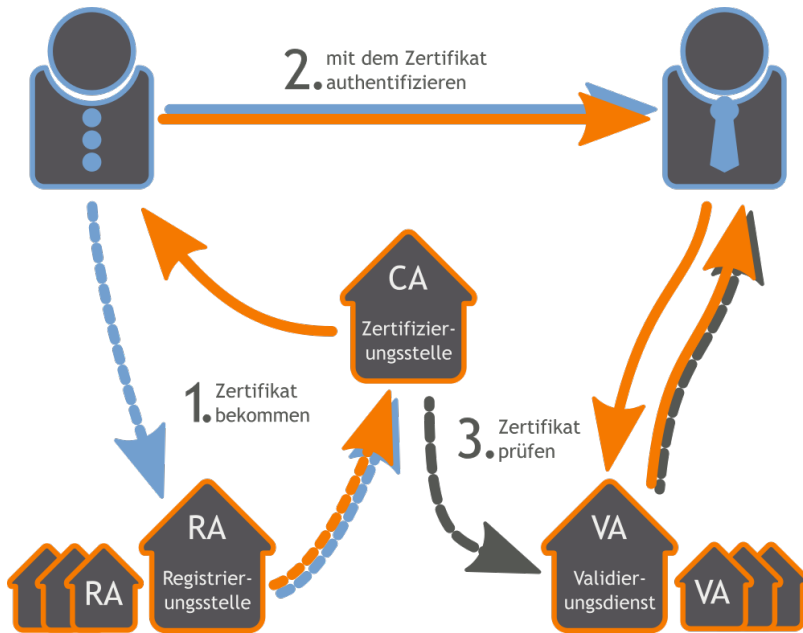 2. mit dem Zertifikat
authentifizieren
CA
Zertifizier-
ungsstelle
1. Zertifikat
bekommen
3. Zertifikat
prüfen
RA
Registrier-
ungsstelle
RA
VA
Validier-
ungsdienst
VA